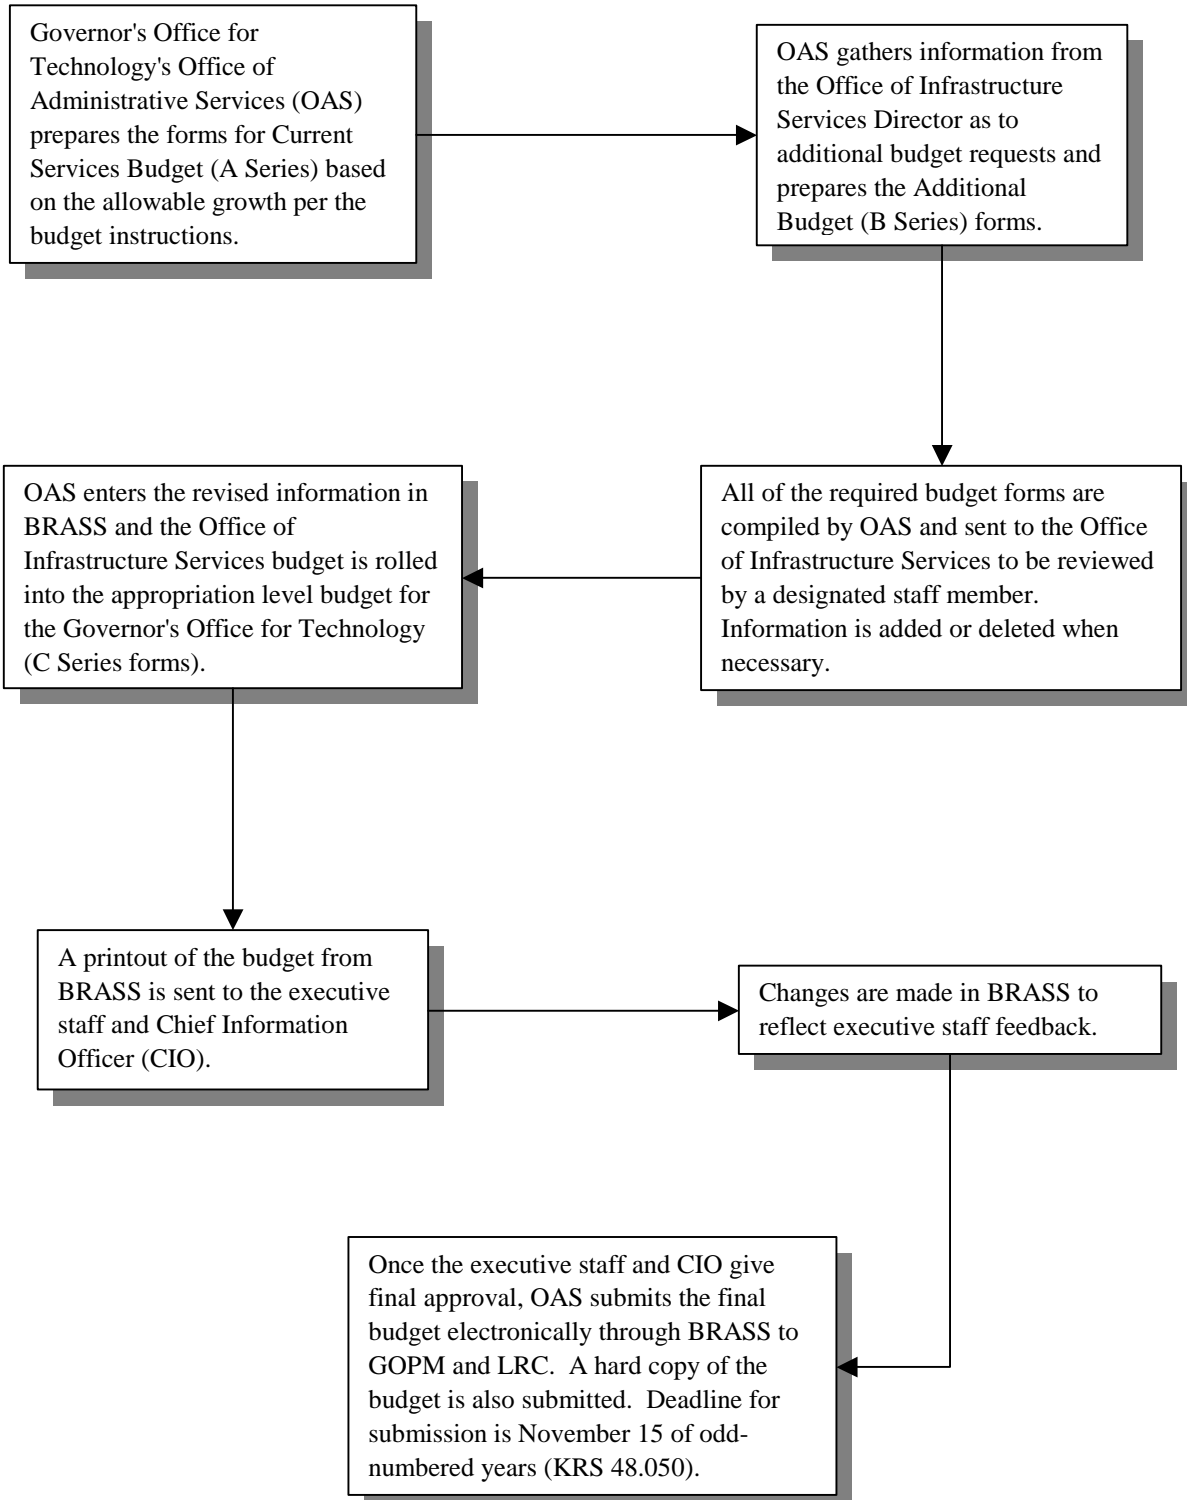 Governor's Office for
Technology's Office of
Administrative Services (OAS)
prepares the forms for Current
Services Budget (A Series) based
on the allowable growth per the
budget instructions.
OAS gathers information from
the Office of Infrastructure
Services Director as to
additional budget requests and
prepares the Additional
Budget (B Series) forms.
All of the required budget forms are
compiled by OAS and sent to the Office
of Infrastructure Services to be reviewed
by a designated staff member.
Information is added or deleted when
necessary.
OAS enters the revised information in
BRASS and the Office of
Infrastructure Services budget is rolled
into the appropriation level budget for
the Governor's Office for Technology
(C Series forms).
A printout of the budget from
BRASS is sent to the executive
staff and Chief Information
Officer (CIO).
Changes are made in BRASS to
reflect executive staff feedback.
Once the executive staff and CIO give
final approval, OAS submits the final
budget electronically through BRASS to
GOPM and LRC.  A hard copy of the
budget is also submitted.  Deadline for
submission is November 15 of odd-
numbered years (KRS 48.050).